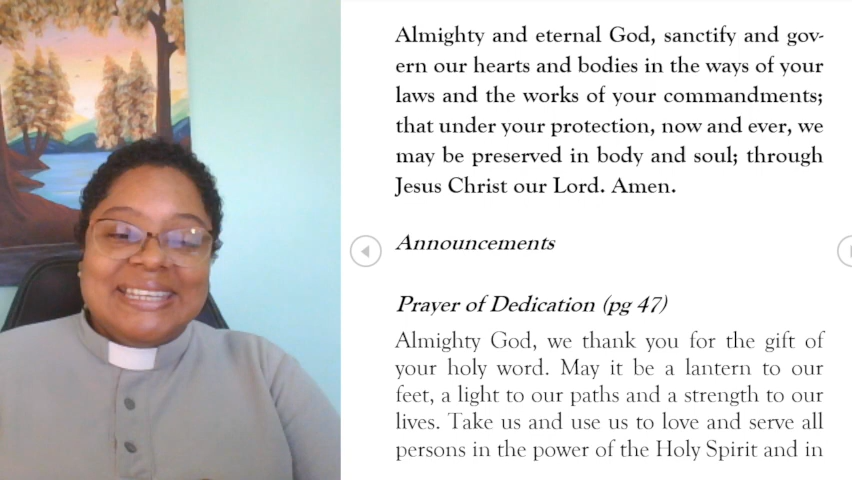 Almighty and eternal God, sanctify and gov-
ern our hearts and bodies in the ways of your
laws and the works of your commandments;
that under your protection, now and ever, we
may be preserved in body and soul; through
Jesus Christ our Lord. Amen.
Announcements
Prayer of Dedication (pg 47)
Almighty God, we thank you for the gift of
your holy word. May it be a lantern to our
feet, a light to our paths and a strength to our
lives. Take us and use us to love and serve all
persons in the power of the Holy Spirit and in